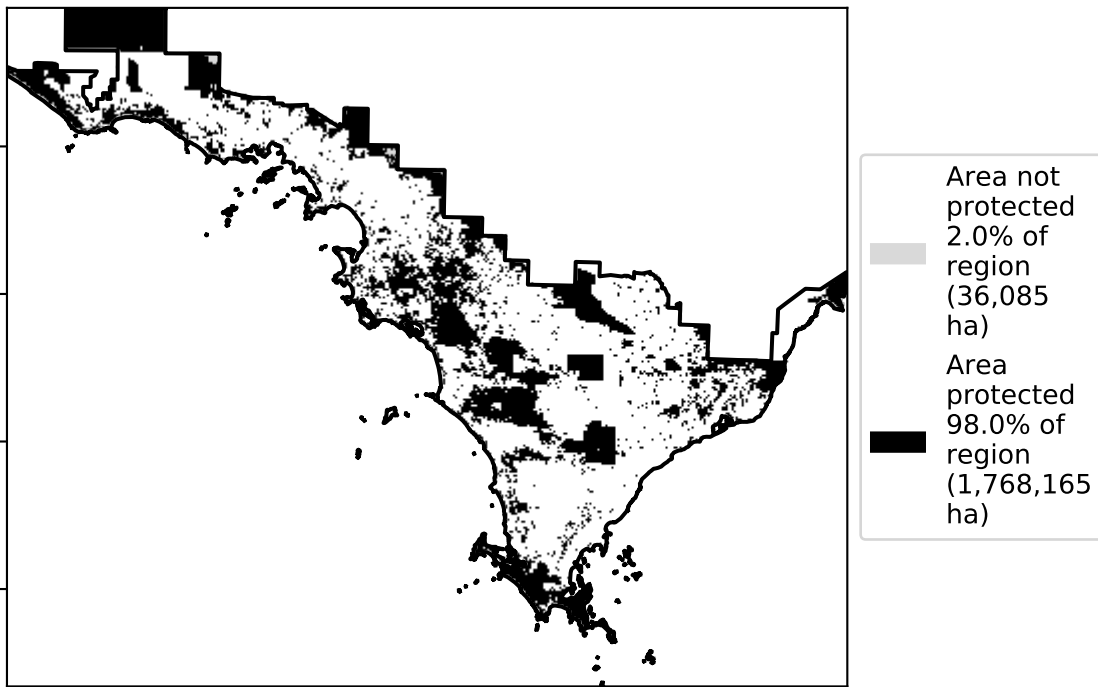 Area not
protected
2.0% of
region
(36,085
ha)
Area
protected
98.0% of
region
(1,768,165
ha)